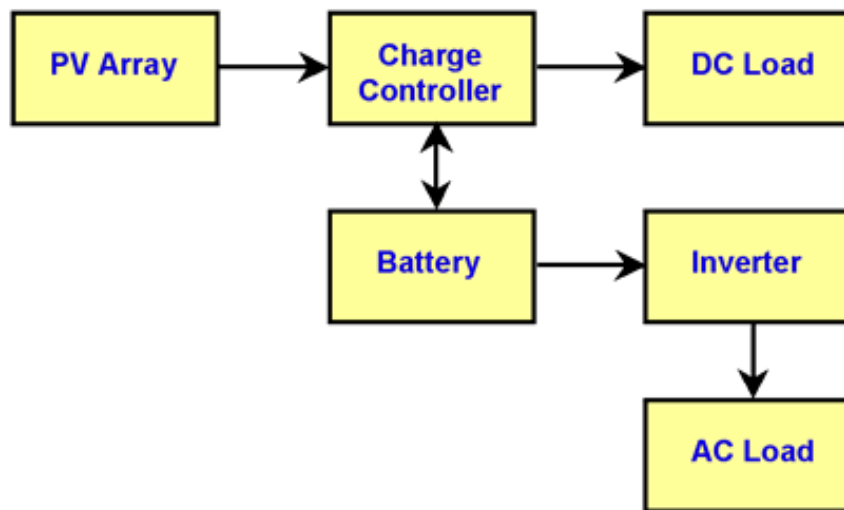 PV Array
Charge
Controller
DC Load
Battery
Inverter
AC Load